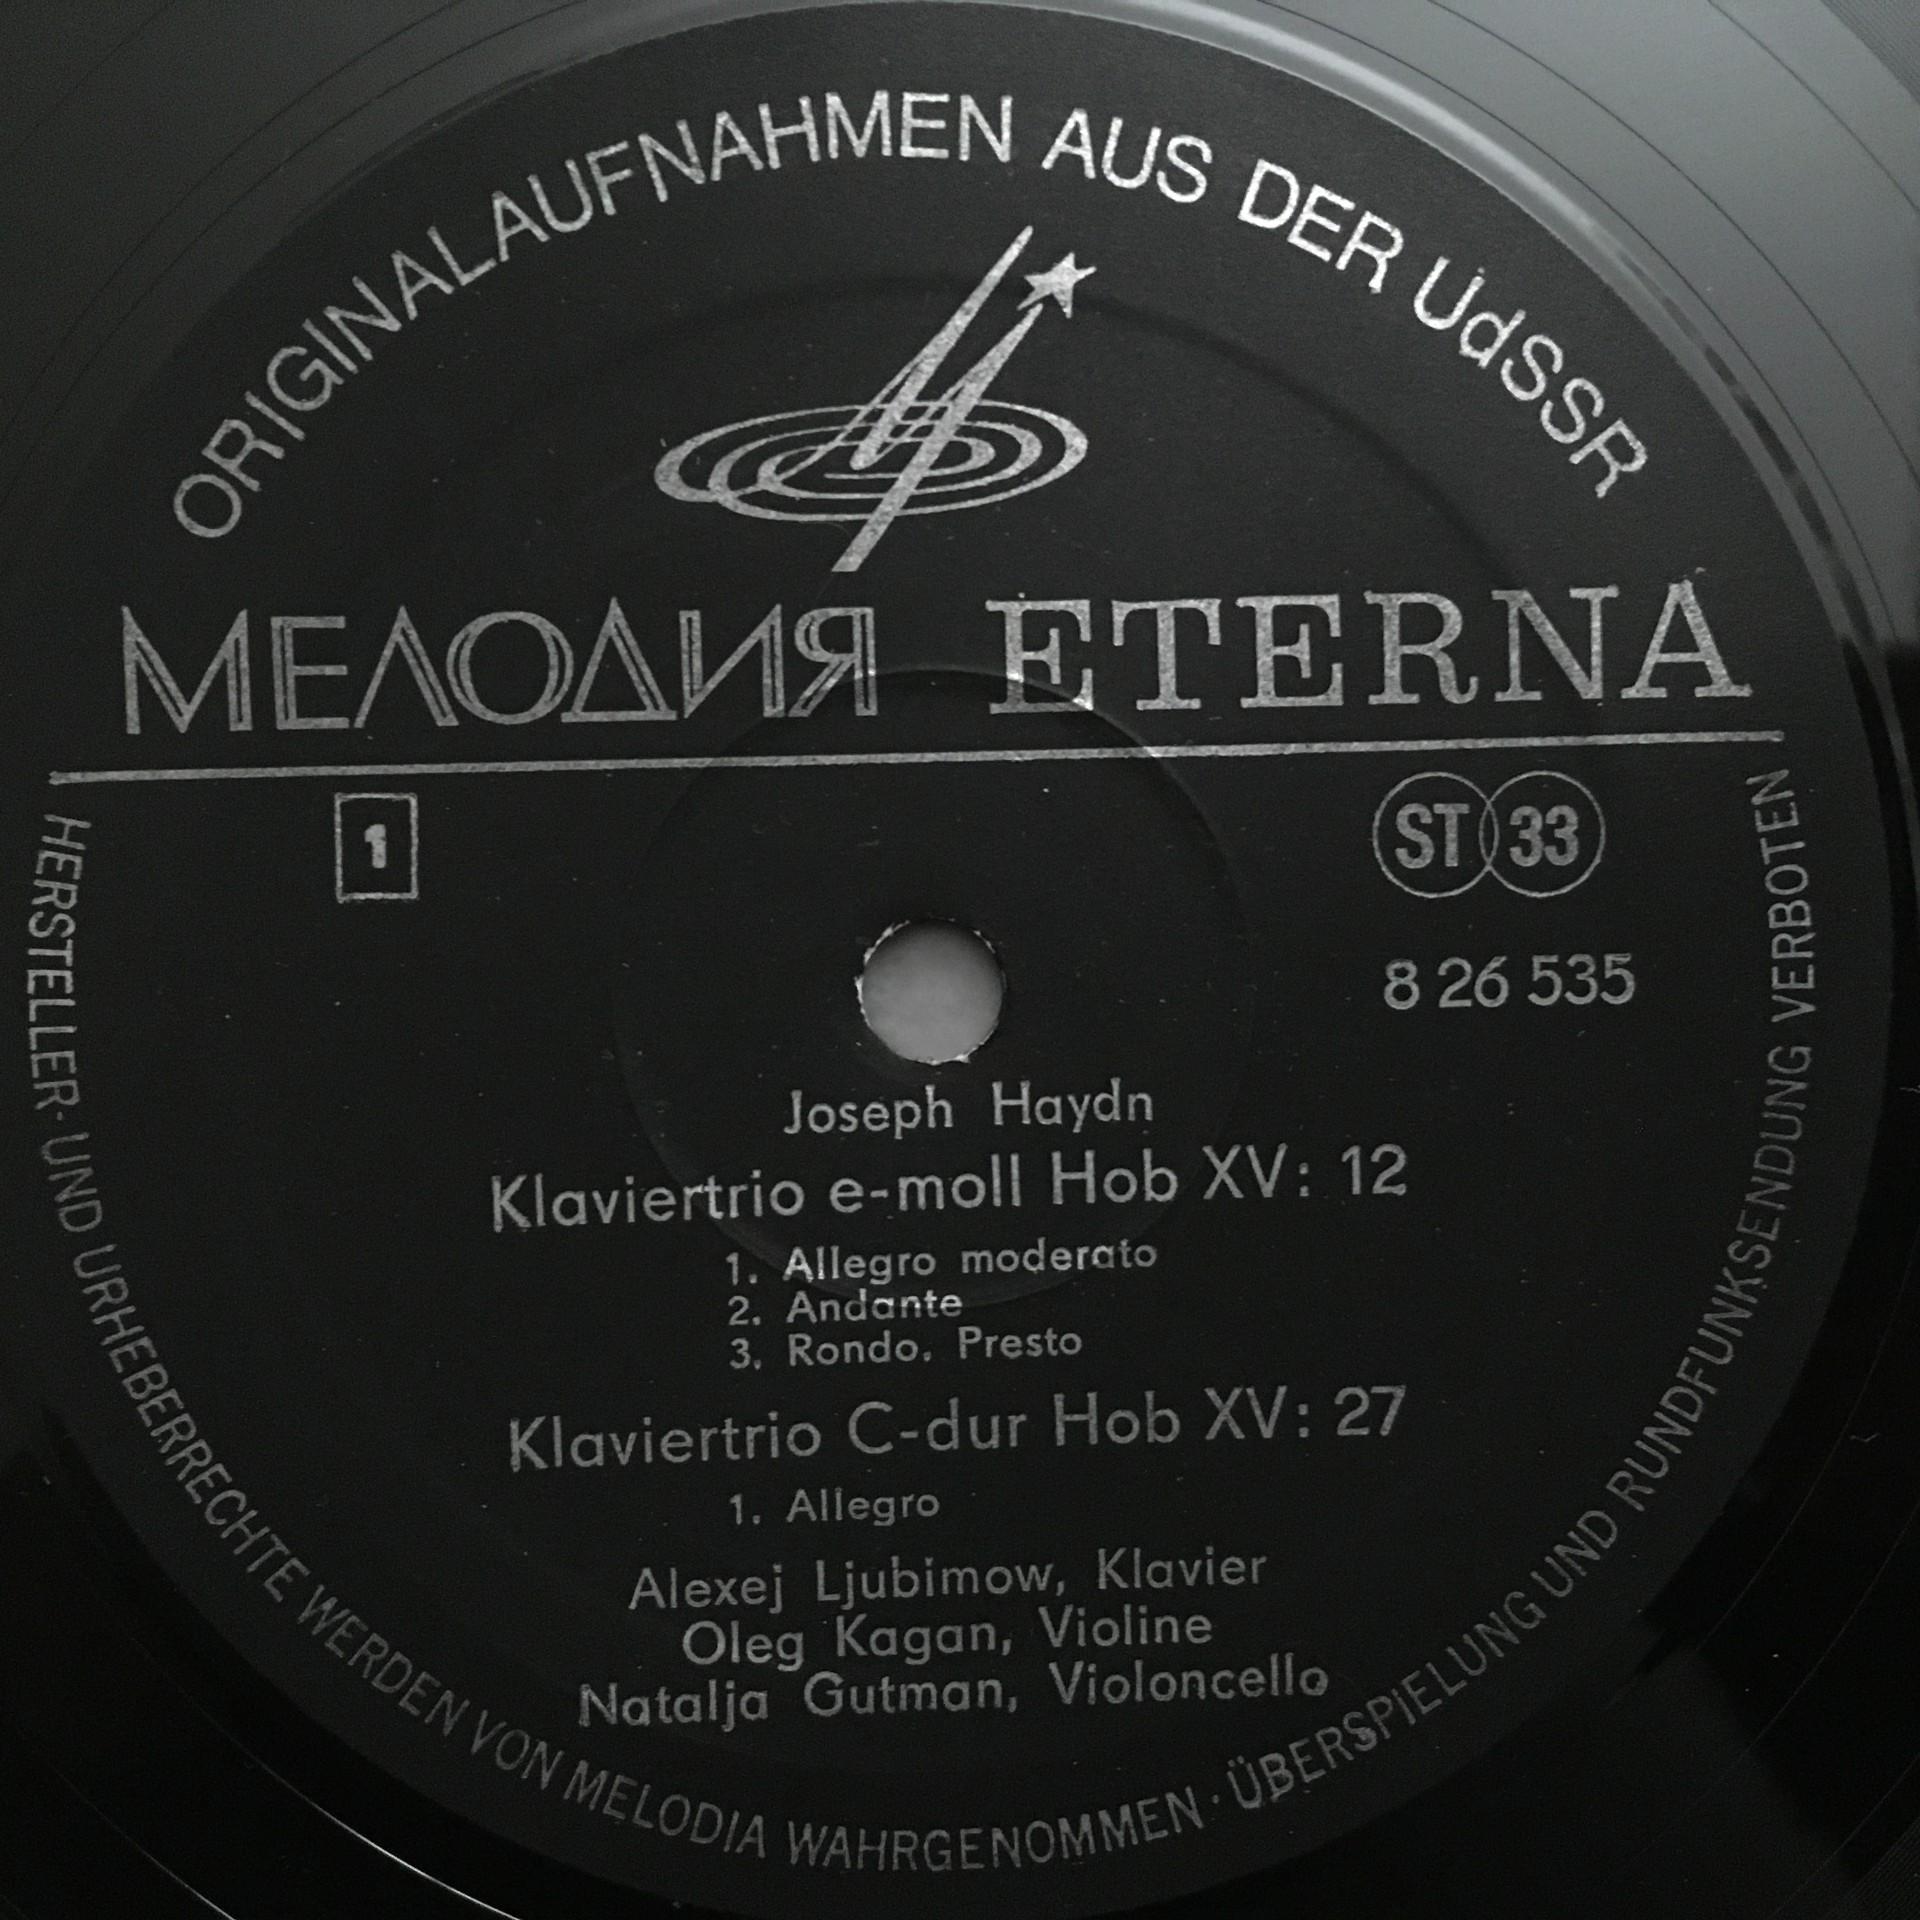 ORIGINALAUFNAHMEN AUS DER UdSSR
МЕЛОДИЯ ETERNA
1
ST 33
8 26 535
Joseph Haydn
Klaviertrio e-moll Hob XV: 12
1. Allegro moderato
2. Andante
3. Rondo. Presto
Klaviertrio C-dur Hob XV: 27
1. Allegro
Alexej Ljubimow, Klavier
Oleg Kagan, Violine
Natalja Gutman, Violoncello
HERSTELLER- UND URHEBERRECHTE WERDEN VON MELODIA WAHRGENOMMEN · ÜBERSPIELUNG UND RUNDFUNKSENDUNG VERBOTEN